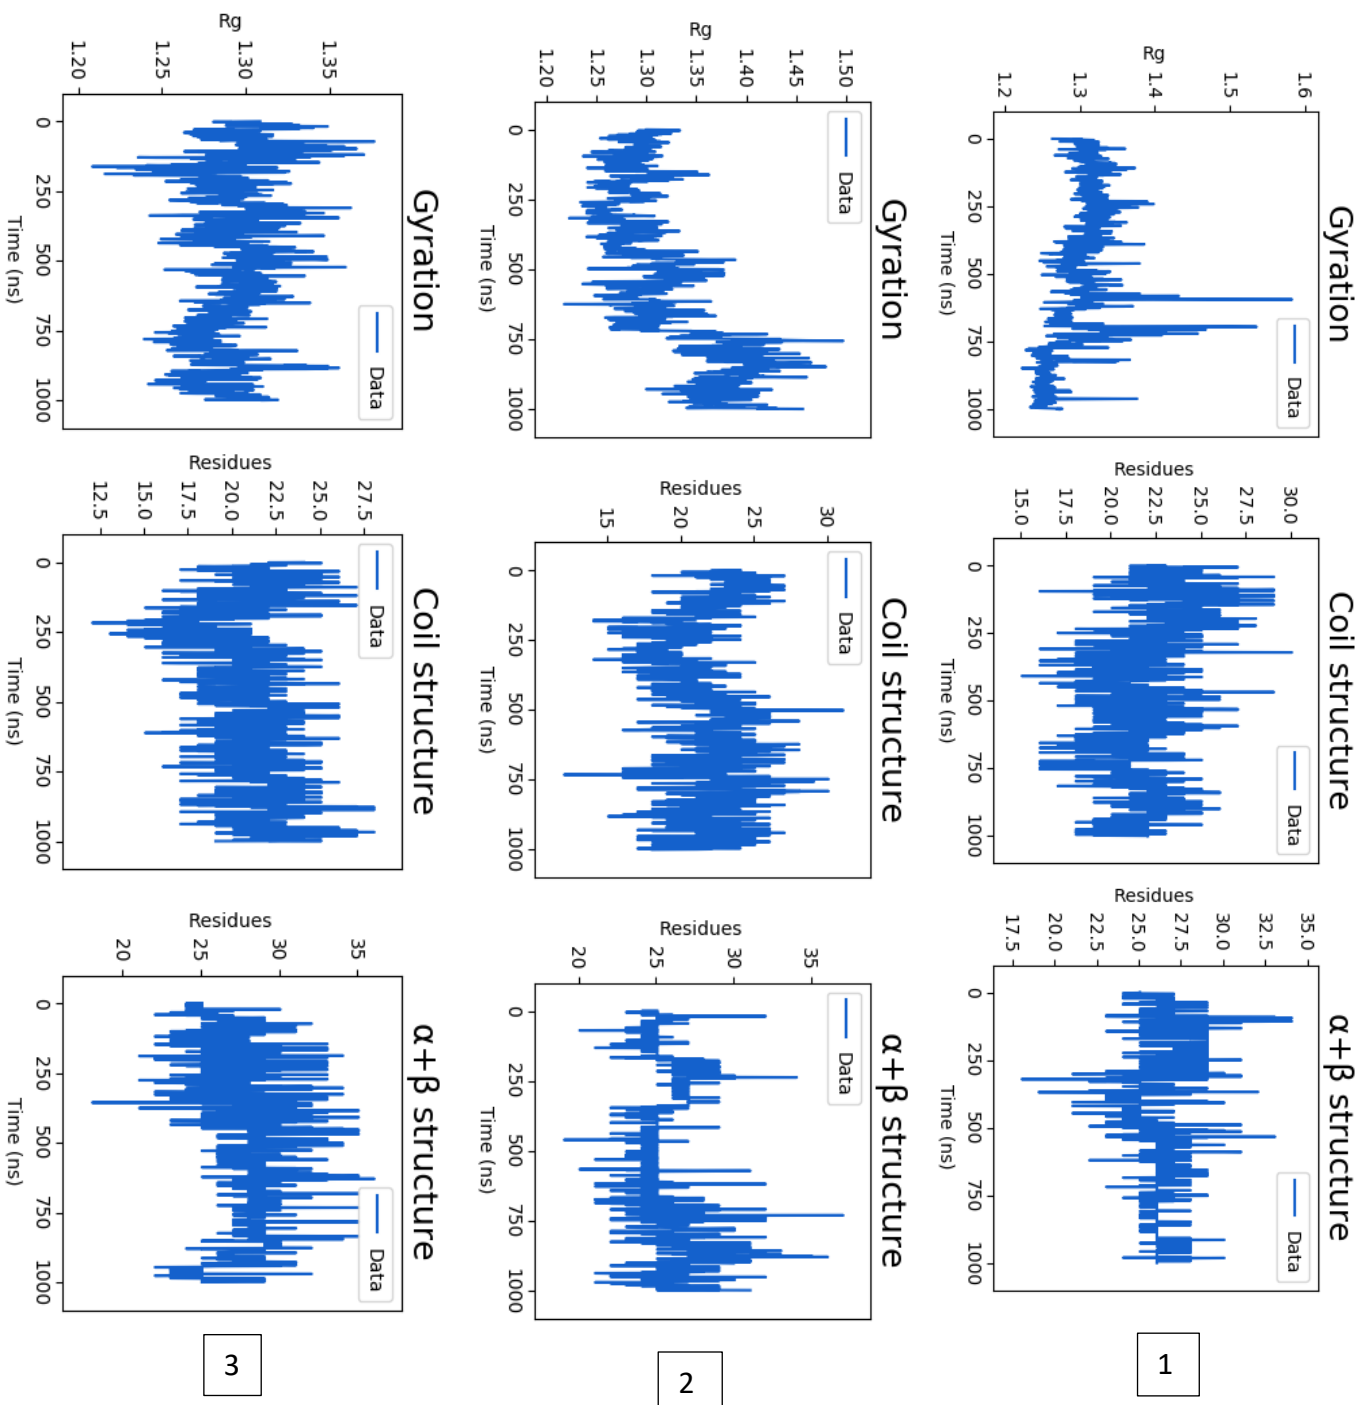 Gyration
Rg
1.2
1.3
1.4
1.5
1.6
0
250
500
750
1000
Time (ns)
Data
Coil structure
Residues
15.0
17.5
20.0
22.5
25.0
27.5
30.0
0
250
500
750
1000
Time (ns)
Data
α+β structure
Residues
17.5
20.0
22.5
25.0
27.5
30.0
32.5
35.0
0
250
500
750
1000
Time (ns)
Data
1
Gyration
Rg
1.20
1.25
1.30
1.35
1.40
1.45
1.50
0
250
500
750
1000
Time (ns)
Data
Coil structure
Residues
15
20
25
30
0
250
500
750
1000
Time (ns)
Data
α+β structure
Residues
20
25
30
35
0
250
500
750
1000
Time (ns)
Data
2
Gyration
Rg
1.20
1.25
1.30
1.35
0
250
500
750
1000
Time (ns)
Data
Coil structure
Residues
12.5
15.0
17.5
20.0
22.5
25.0
27.5
0
250
500
750
1000
Time (ns)
Data
α+β structure
Residues
20
25
30
35
0
250
500
750
1000
Time (ns)
Data
3